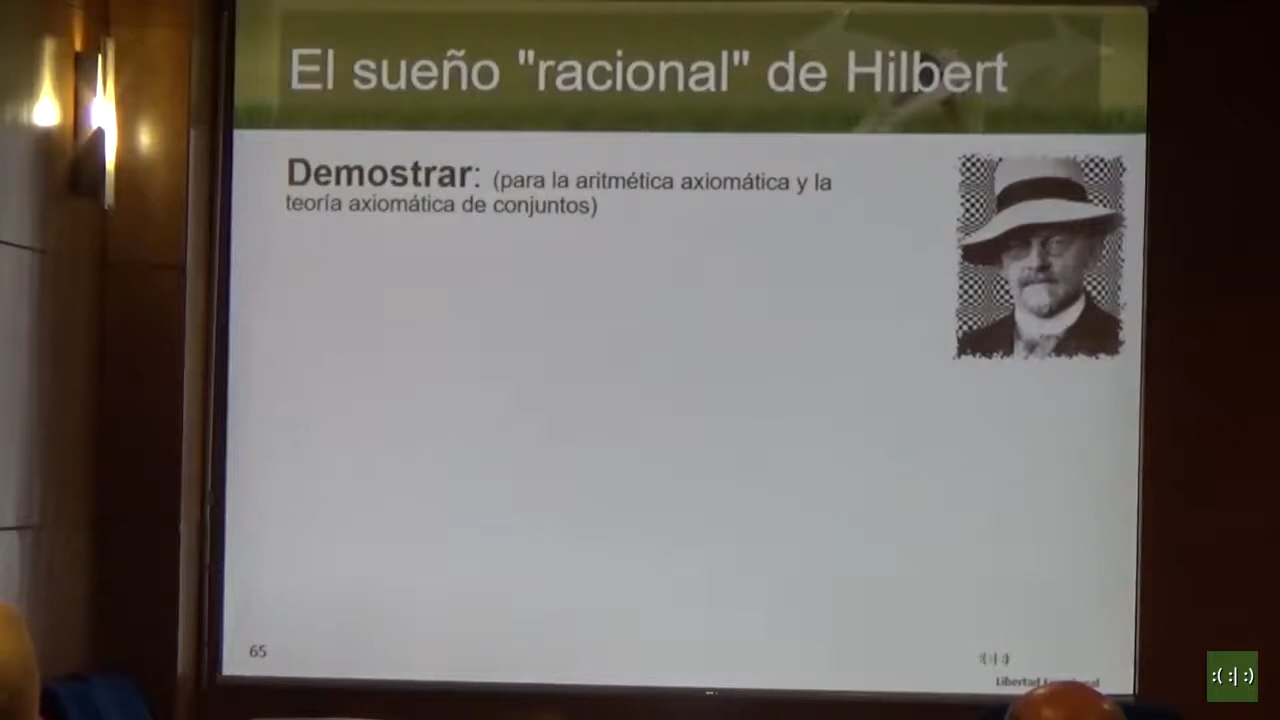 El sueño "racional" de Hilbert
Demostrar: (para la aritmética axiomática y la
teoría axiomática de conjuntos)
65
:( :| :)
Libertad
:( :| :)